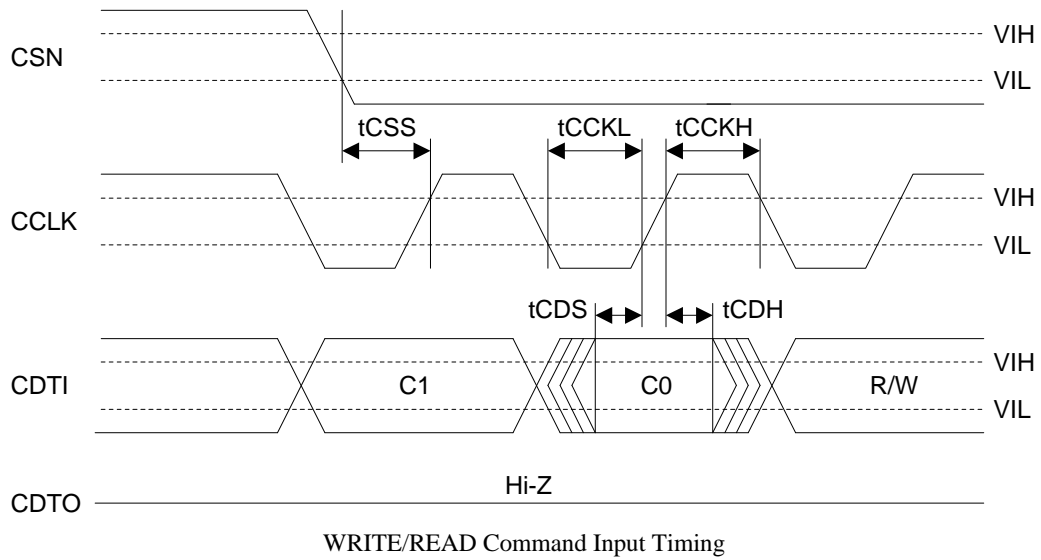 CSN
VIH
VIL
tCSS
tCCKL
tCCKH
CCLK
VIH
VIL
tCDS
tCDH
CDTI
C1
C0
R/W
VIH
VIL
Hi-Z
CDTO
WRITE/READ Command Input Timing